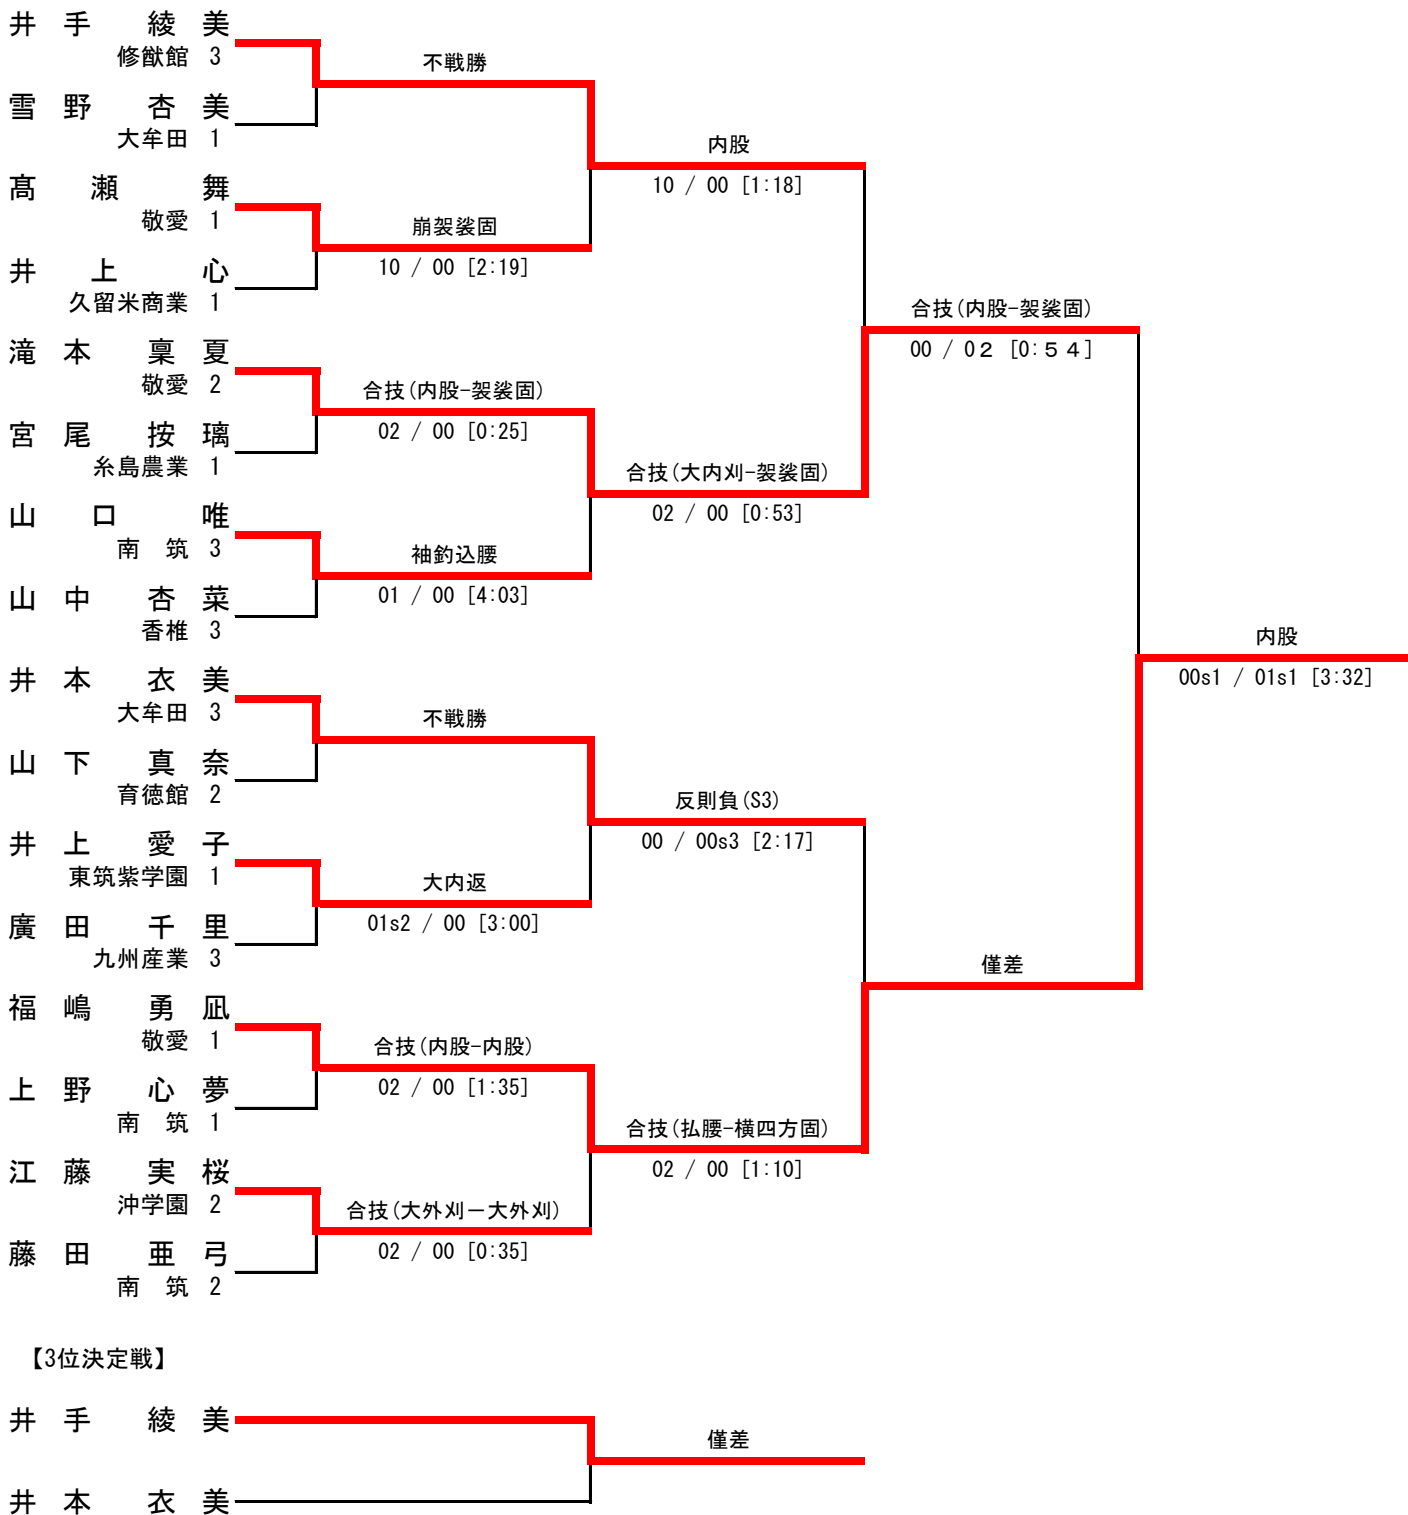 井手 綾美
修猷館 3
不戦勝
雪野 杏美
大牟田 1
内股
10 / 00 [1:18]
髙瀬 舞
敬愛 1
崩袈裟固
10 / 00 [2:19]
井上 心
久留米商業 1
合技(内股-袈裟固)
00 / 02 [0:54]
滝本 稟夏
敬愛 2
合技(内股-袈裟固)
02 / 00 [0:25]
宮尾 按璃
糸島農業 1
合技(大内刈-袈裟固)
02 / 00 [0:53]
山口 唯
南 筑 3
袖釣込腰
01 / 00 [4:03]
山中 杏菜
香椎 3
内股
00s1 / 01s1 [3:32]
井本 衣美
大牟田 3
不戦勝
山下 真奈
育徳館 2
反則負(S3)
00 / 00s3 [2:17]
井上 愛子
東筑紫学園 1
大内返
01s2 / 00 [3:00]
廣田 千里
九州産業 3
僅差
福嶋 勇凪
敬愛 1
合技(内股-内股)
02 / 00 [1:35]
上野 心夢
南 筑 1
合技(払腰-横四方固)
02 / 00 [1:10]
江藤 実桜
沖学園 2
合技(大外刈－大外刈)
02 / 00 [0:35]
藤田 亜弓
南 筑 2
【3位決定戦】
井手 綾美
僅差
井本 衣美